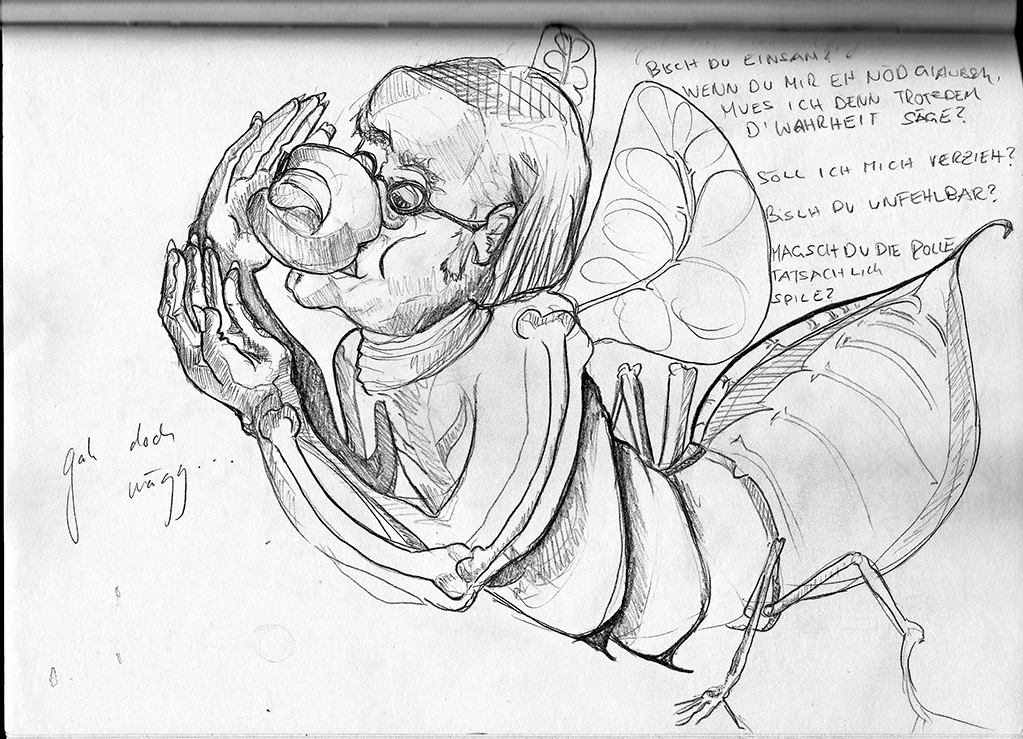 BISCH DU EINSAM?
WENN DU MIR EH NÖD GLAUBSCH,
MUES ICH DENN TROTZDEM
D'WAHRHEIT SÄGE?
SÖLL ICH MICH VERZIEH?
BISCH DU UNFEHLBAR?
MAGSCH DU DIE ROLLE
TATSÄCHLICH
SPILE?
gah doch
wägg....